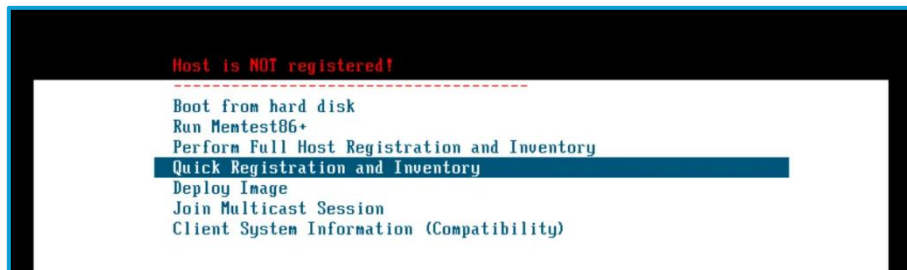 Host is NOT registered!
------------------------------------
Boot from hard disk
Run Memtest86+
Perform Full Host Registration and Inventory
Quick Registration and Inventory
Deploy Image
Join Multicast Session
Client System Information (Compatibility)